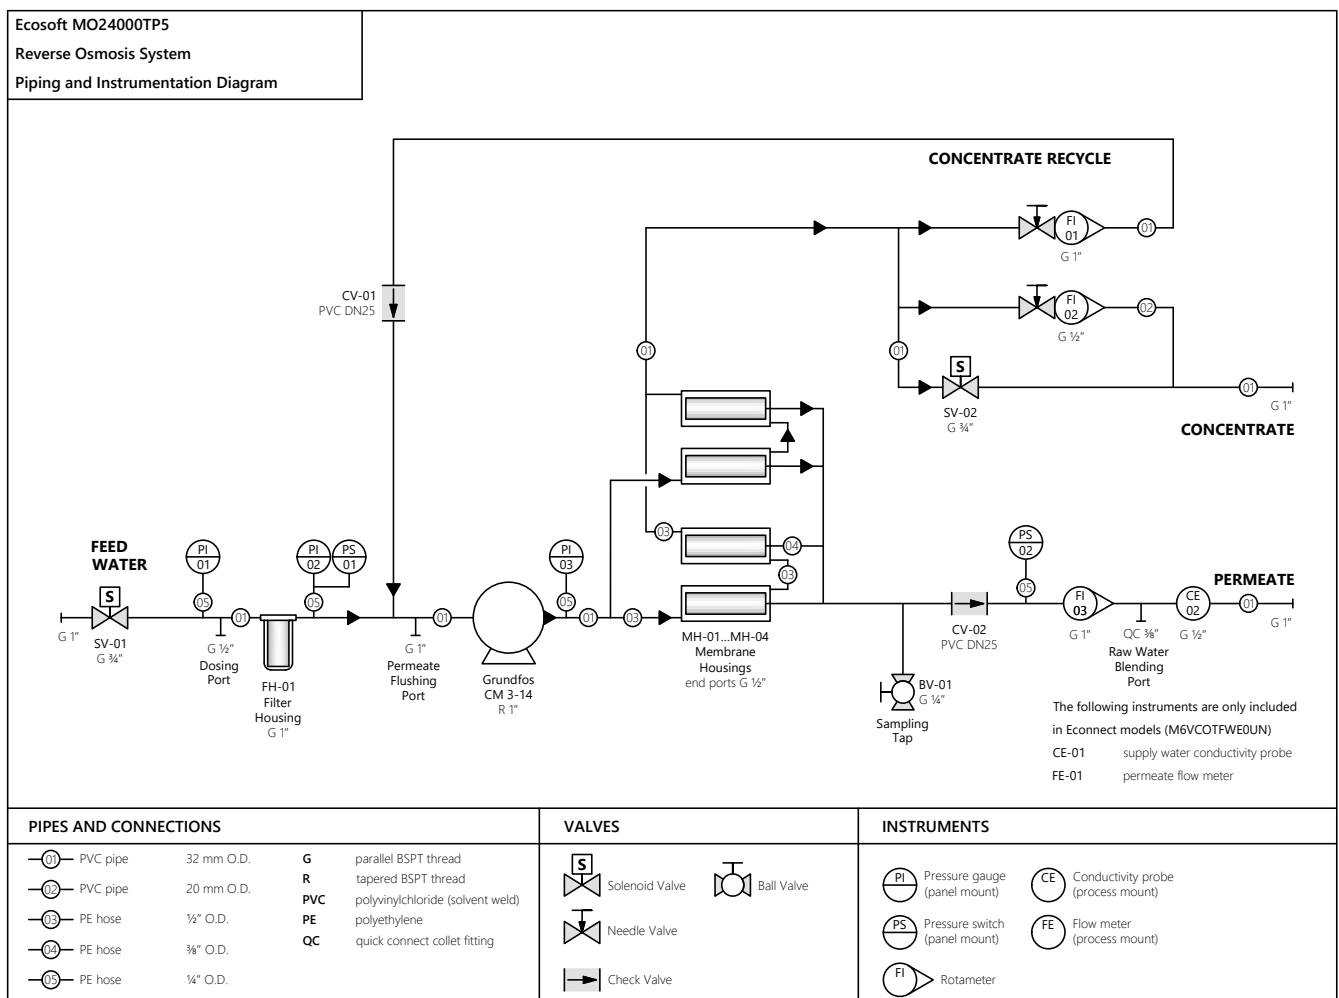 Ecosoft MO24000TP5
Reverse Osmosis System
Piping and Instrumentation Diagram
CONCENTRATE RECYCLE
FI
01
01
G 1"
CV-01
PVC DN25
FI
02
02
G ½"
01
01
S
SV-02
G ¾"
01
G 1"
CONCENTRATE
FEED
WATER
PI
01
PI
02
PS
01
PI
03
03
04
03
PS
02
PERMEATE
S
05
01
05
01
05
01
03
05
FI
03
CE
02
01
G 1"
SV-01
G ¾"
G ½"
Dosing
Port
FH-01
Filter
Housing
G 1"
G 1"
Permeate
Flushing
Port
Grundfos
CM 3-14
R 1"
MH-01...MH-04
Membrane
Housings
end ports G ½"
CV-02
PVC DN25
G 1"
QC ⅜"
Raw Water
Blending
Port
G ½"
G 1"
BV-01
G ¼"
Sampling
Tap
The following instruments are only included
in Econnect models (M6VCOTFWE0UN)
CE-01 supply water conductivity probe
FE-01 permeate flow meter
PIPES AND CONNECTIONS
01 PVC pipe 32 mm O.D.
02 PVC pipe 20 mm O.D.
03 PE hose ½" O.D.
04 PE hose ⅜" O.D.
05 PE hose ¼" O.D.
G parallel BSPT thread
R tapered BSPT thread
PVC polyvinylchloride (solvent weld)
PE polyethylene
QC quick connect collet fitting
VALVES
S
Solenoid Valve
Ball Valve
Needle Valve
Check Valve
INSTRUMENTS
PI Pressure gauge
(panel mount)
CE Conductivity probe
(process mount)
PS Pressure switch
(panel mount)
FE Flow meter
(process mount)
FI Rotameter